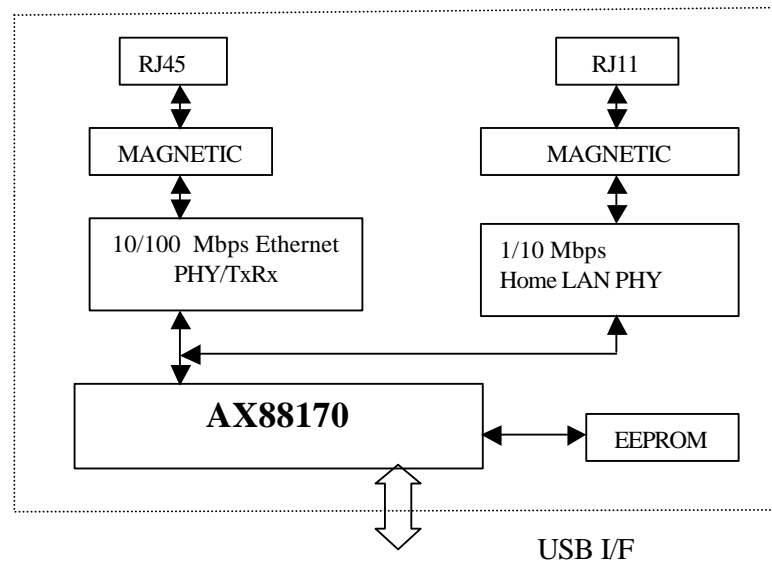 RJ45
RJ11
MAGNETIC
MAGNETIC
10/100 Mbps Ethernet
PHY/TxRx
1/10 Mbps
Home LAN PHY
AX88170
EEPROM
USB I/F